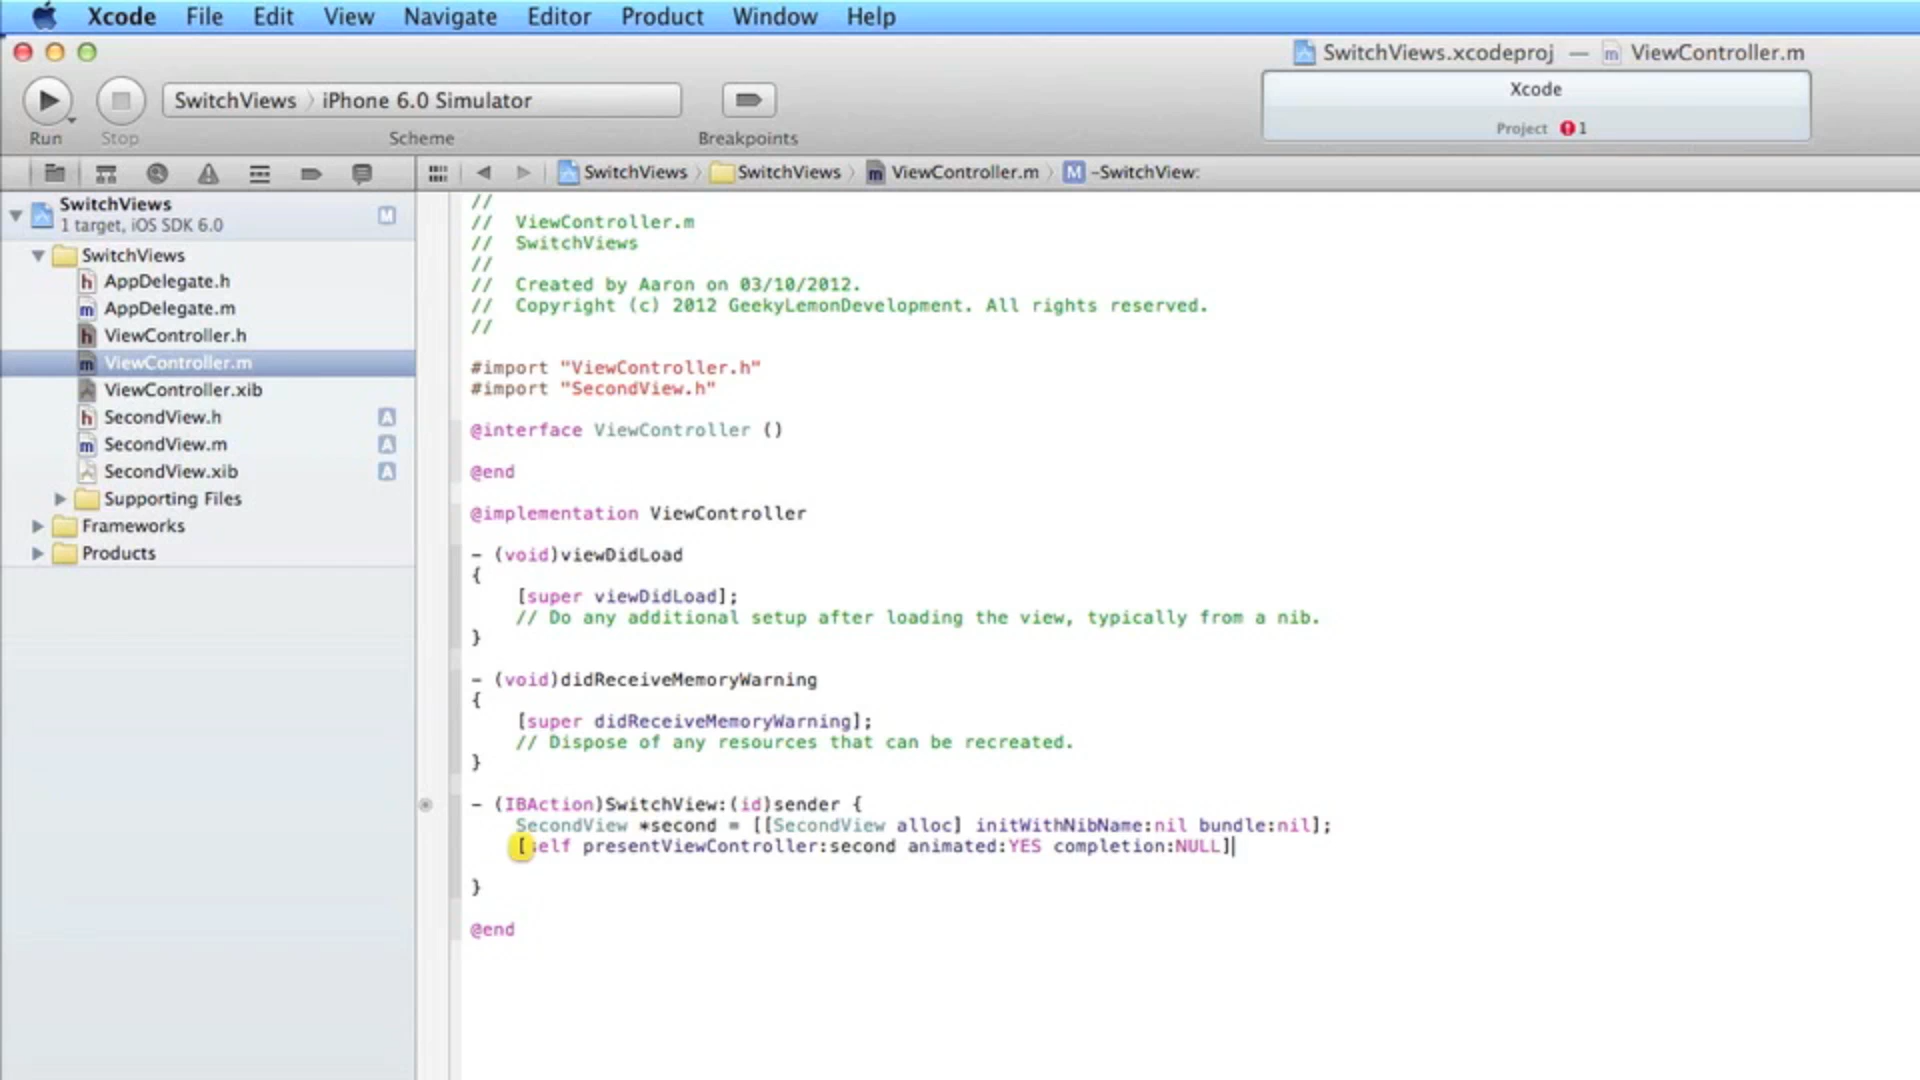 Xcode File Edit View Navigate Editor Product Window Help
SwitchViews.xcodeproj — ViewController.m
SwitchViews iPhone 6.0 Simulator
Xcode
Project 1
Run Stop Scheme Breakpoints
SwitchViews SwitchViews ViewController.m M -SwitchView:
SwitchViews M
1 target, iOS SDK 6.0
SwitchViews
h AppDelegate.h
m AppDelegate.m
h ViewController.h
m ViewController.m
ViewController.xib
h SecondView.h A
m SecondView.m A
SecondView.xib A
Supporting Files
Frameworks
Products
//
// ViewController.m
// SwitchViews
//
// Created by Aaron on 03/10/2012.
// Copyright (c) 2012 GeekyLemonDevelopment. All rights reserved.
//
#import "ViewController.h"
#import "SecondView.h"
@interface ViewController ()
@end
@implementation ViewController
- (void)viewDidLoad
{
[super viewDidLoad];
// Do any additional setup after loading the view, typically from a nib.
}
- (void)didReceiveMemoryWarning
{
[super didReceiveMemoryWarning];
// Dispose of any resources that can be recreated.
}
- (IBAction)SwitchView:(id)sender {
SecondView *second = [[SecondView alloc] initWithNibName:nil bundle:nil];
[self presentViewController:second animated:YES completion:NULL]
}
@end